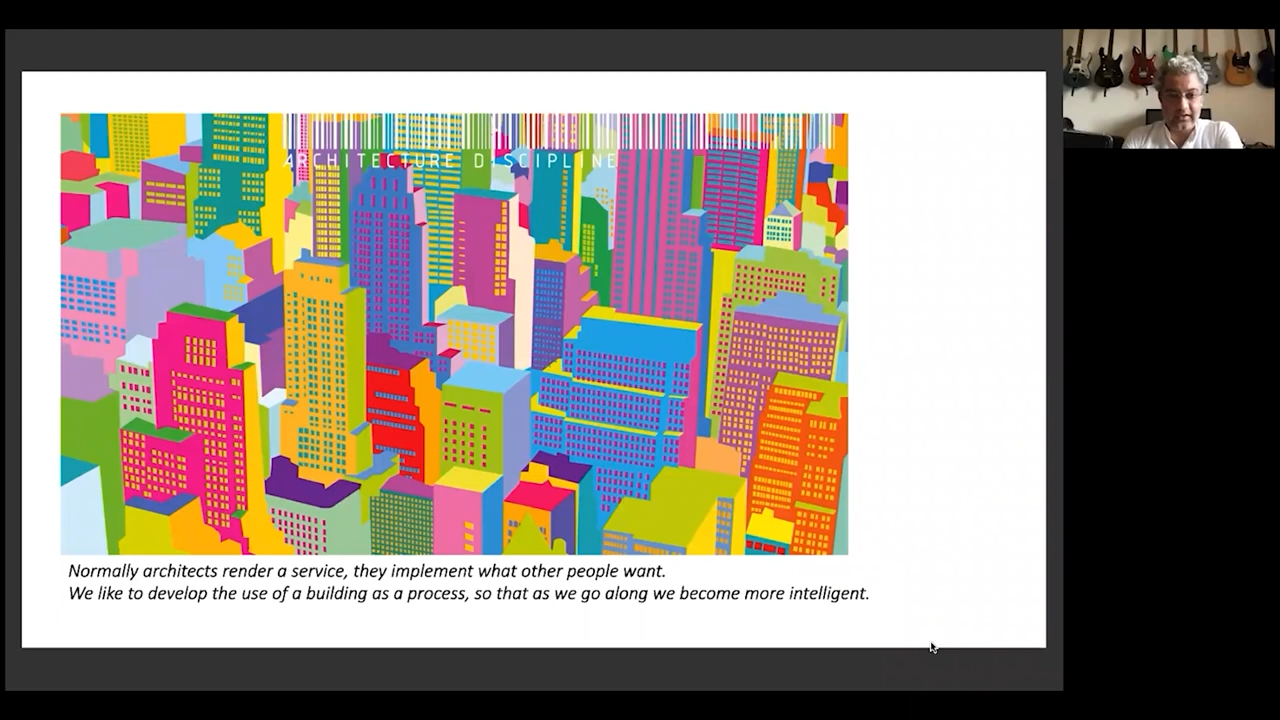 ARCHITECTURE DISCIPLINE
Normally architects render a service, they implement what other people want.
We like to develop the use of a building as a process, so that as we go along we become more intelligent.